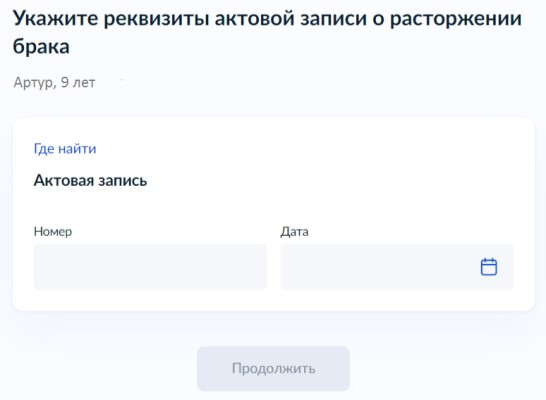 Укажите реквизиты актовой записи о расторжении
брака
Артур, 9 лет
Где найти
Актовая запись
Номер
Дата
Продолжить